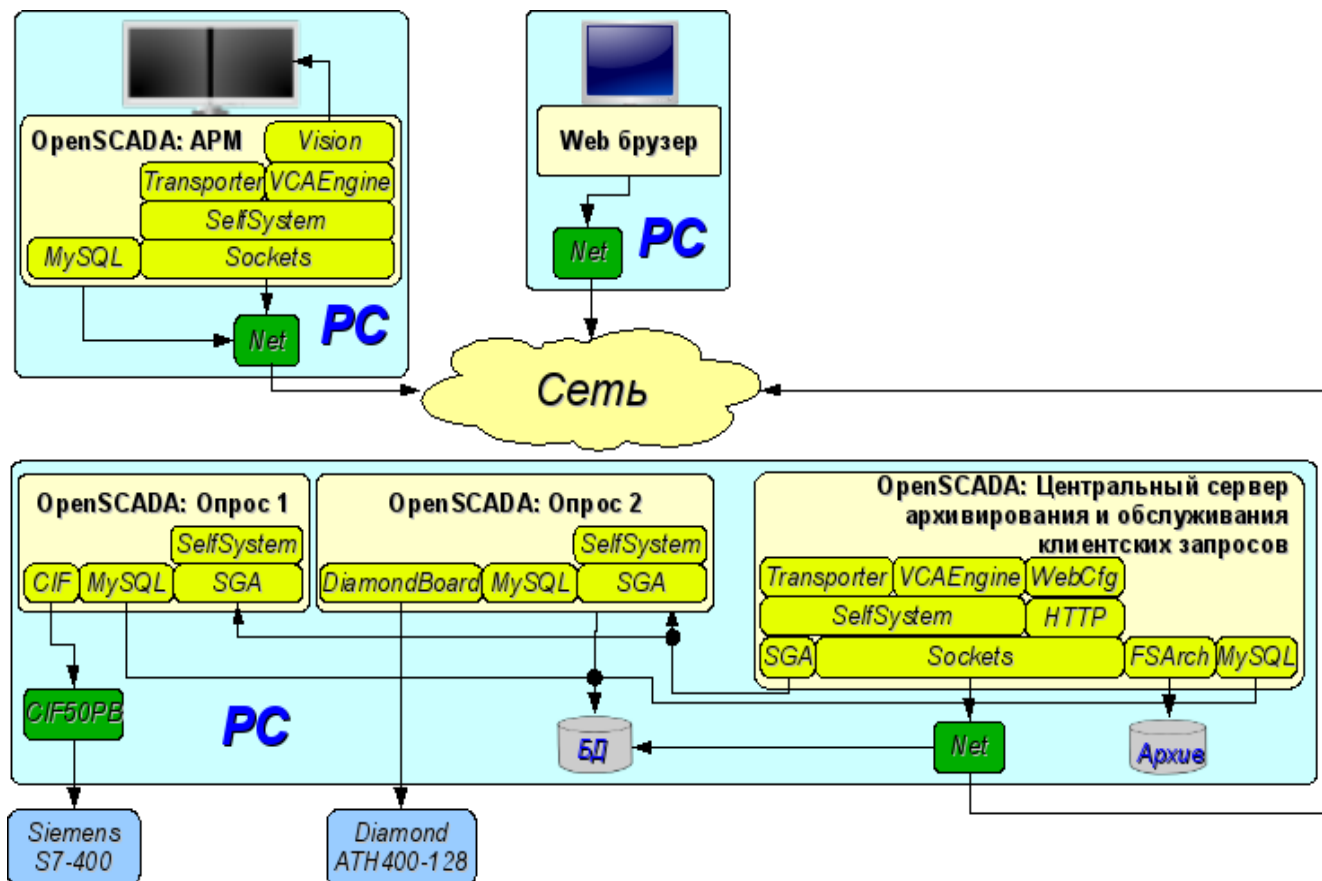 OpenSCADA: АРМ
Vision
Transporter
VCAEngine
SelfSystem
MySQL
Sockets
Net
PC
Web брузер
Net
PC
Сеть
OpenSCADA: Опрос 1
SelfSystem
CIF
MySQL
SGA
OpenSCADA: Опрос 2
SelfSystem
DiamondBoard
MySQL
SGA
OpenSCADA: Центральный сервер
архивирования и обслуживания
клиентских запросов
Transporter
VCAEngine
WebCfg
SelfSystem
HTTP
SGA
Sockets
FSArch
MySQL
CIF50PB
PC
БД
Net
Архив
Siemens
S7-400
Diamond
ATH400-128